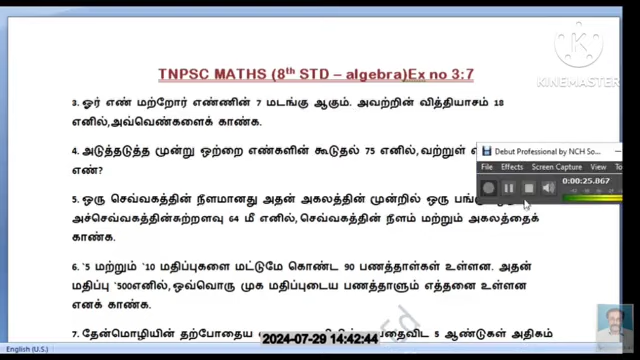 TNPSC MATHS (8th STD – algebra)Ex no 3:7
KINEMASTER
3. ஓர் எண் மற்றோர் எண்ணின் 7 மடங்கு ஆகும். அவற்றின் வித்தியாசம் 18
எனில்,அவ்வெண்களைக் காண்க.
4. அடுத்தடுத்த மூன்று ஒற்றை எண்களின் கூடுதல் 75 எனில்,வற்றுள்
எண்?
Debut Professional by NCH So...
File Effects Screen Capture View
0:00:25.867
5. ஒரு செவ்வகத்தின் நீளமானது அதன் அகலத்தின் மூன்றில் ஒரு
அச்செவ்வகத்தின்சுற்றளவு 64 மீ எனில்,செவ்வகத்தின் நீளம் மற்றும் அகலத்தைக்
காண்க.
6. `5 மற்றும் `10 மதிப்புகளை மட்டுமே கொண்ட 90 பணத்தாள்கள் உள்ளன. அதன்
மதிப்பு `500எனில்,ஒவ்வொரு முக மதிப்புடைய பணத்தாளும் எத்தனை உள்ளன
எனக் காண்க.
7. தேன்மொழியின் தற்போதைய 5 ஆண்டுகள் அதிகம்
2024-07-29 14:42:44
English (U.S.)